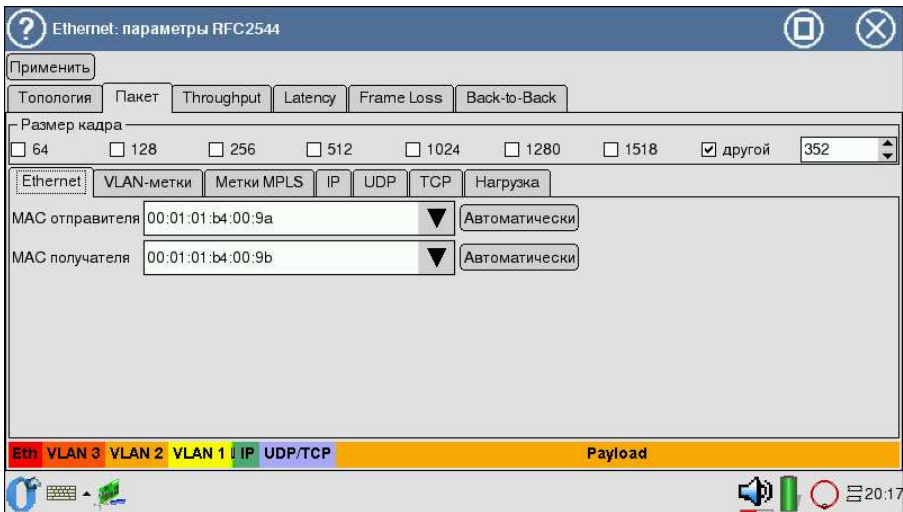 Ethernet: параметры RFC2544
Применить
Топология Пакет Throughput Latency Frame Loss Back-to-Back
Размер кадра
64 128 256 512 1024 1280 1518 другой 352
Ethernet VLAN-метки Метки MPLS IP UDP TCP Нагрузка
MAC отправителя 00:01:01:b4:00:9a Автоматически
MAC получателя 00:01:01:b4:00:9b Автоматически
Eth VLAN 3 VLAN 2 VLAN 1 IP UDP/TCP Payload
20:17